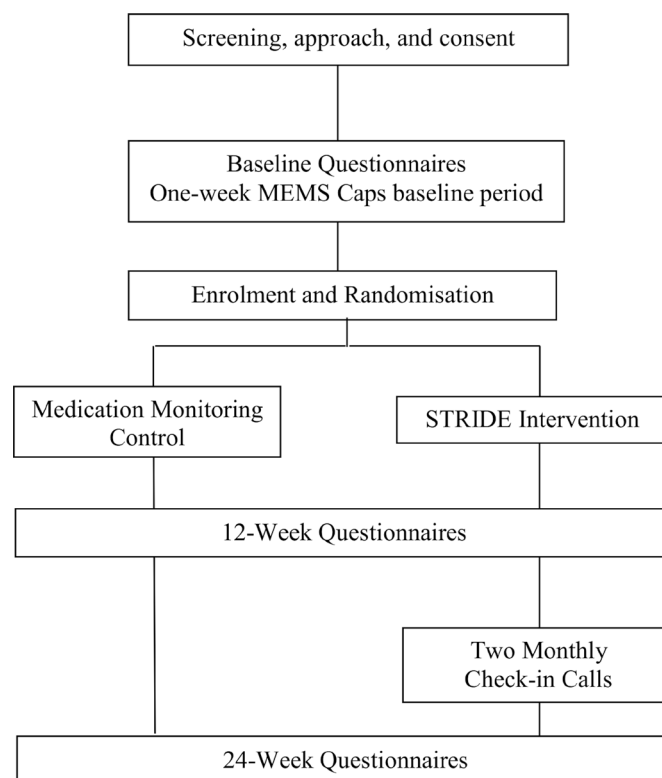 Screening, approach, and consent
Baseline Questionnaires
One-week MEMS Caps baseline period
Enrolment and Randomisation
Medication Monitoring
Control
STRIDE Intervention
12-Week Questionnaires
Two Monthly
Check-in Calls
24-Week Questionnaires